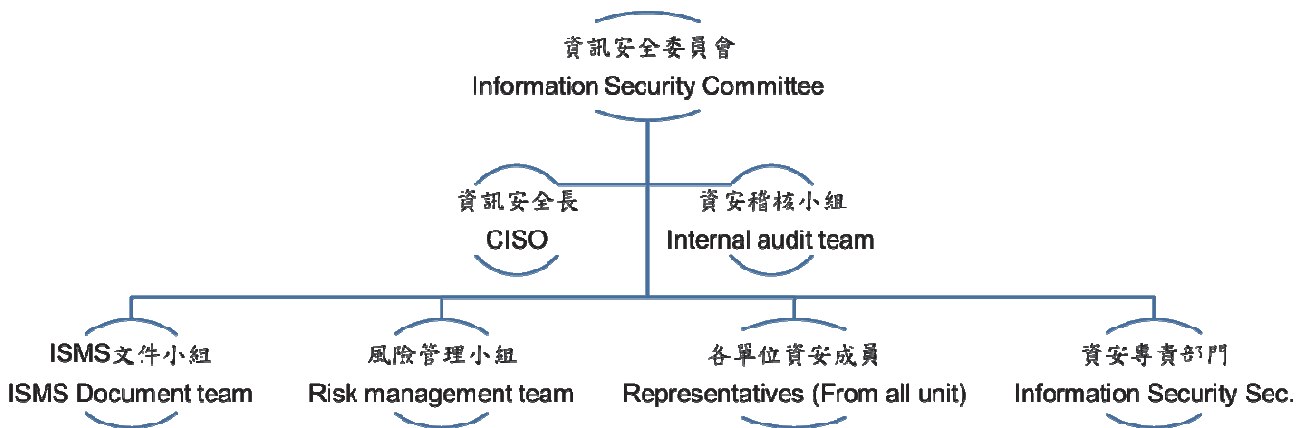 資訊安全委員會
Information Security Committee
資訊安全長
CISO
資安稽核小組
Internal audit team
ISMS文件小組
ISMS Document team
風險管理小組
Risk management team
各單位資安成員
Representatives (From all unit)
資安專責部門
Information Security Sec.